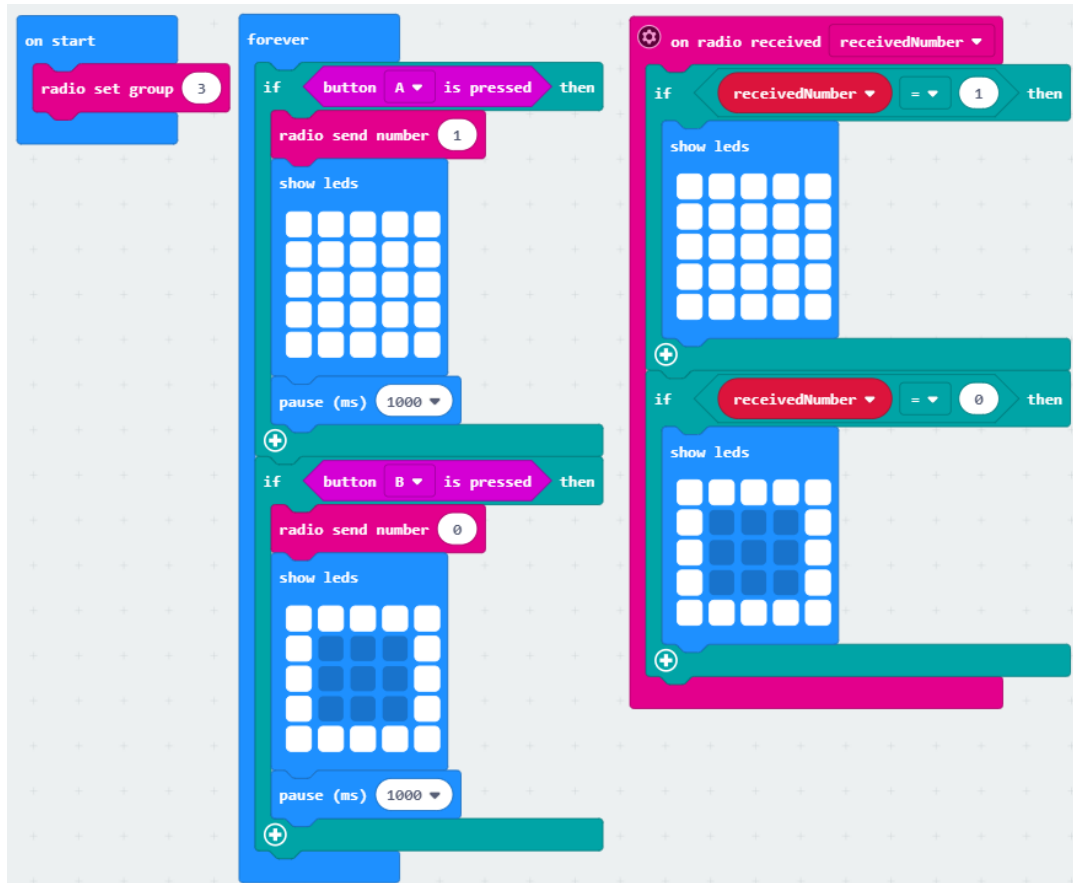 on start
radio set group 3
forever
if button A is pressed then
radio send number 1
show leds
pause (ms) 1000
if button B is pressed then
radio send number 0
show leds
pause (ms) 1000
on radio received receivedNumber
if receivedNumber = 1 then
show leds
if receivedNumber = 0 then
show leds